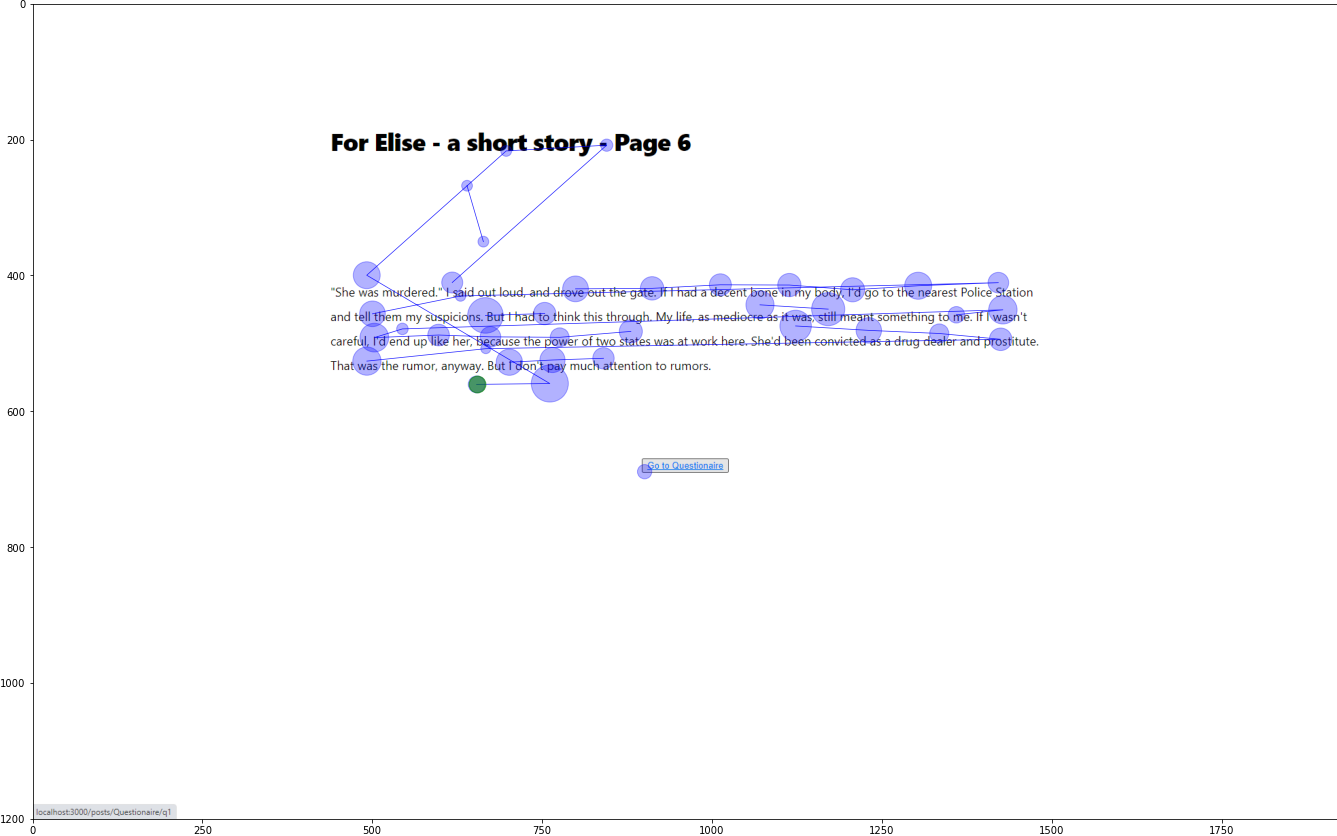 0
200
400
600
800
1000
1200
For Elise - a short story - Page 6
"She was murdered." I said out loud, and drove out the gate. If I had a decent bone in my body, I'd go to the nearest Police Station
and tell them my suspicions. But I had to think this through. My life, as mediocre as it was, still meant something to me. If I wasn't
careful, I'd end up like her, because the power of two states was at work here. She'd been convicted as a drug dealer and prostitute.
That was the rumor, anyway. But I don't pay much attention to rumors.
Go to Questionaire
localhost:3000/posts/Questionaire/q1
0 250 500 750 1000 1250 1500 1750